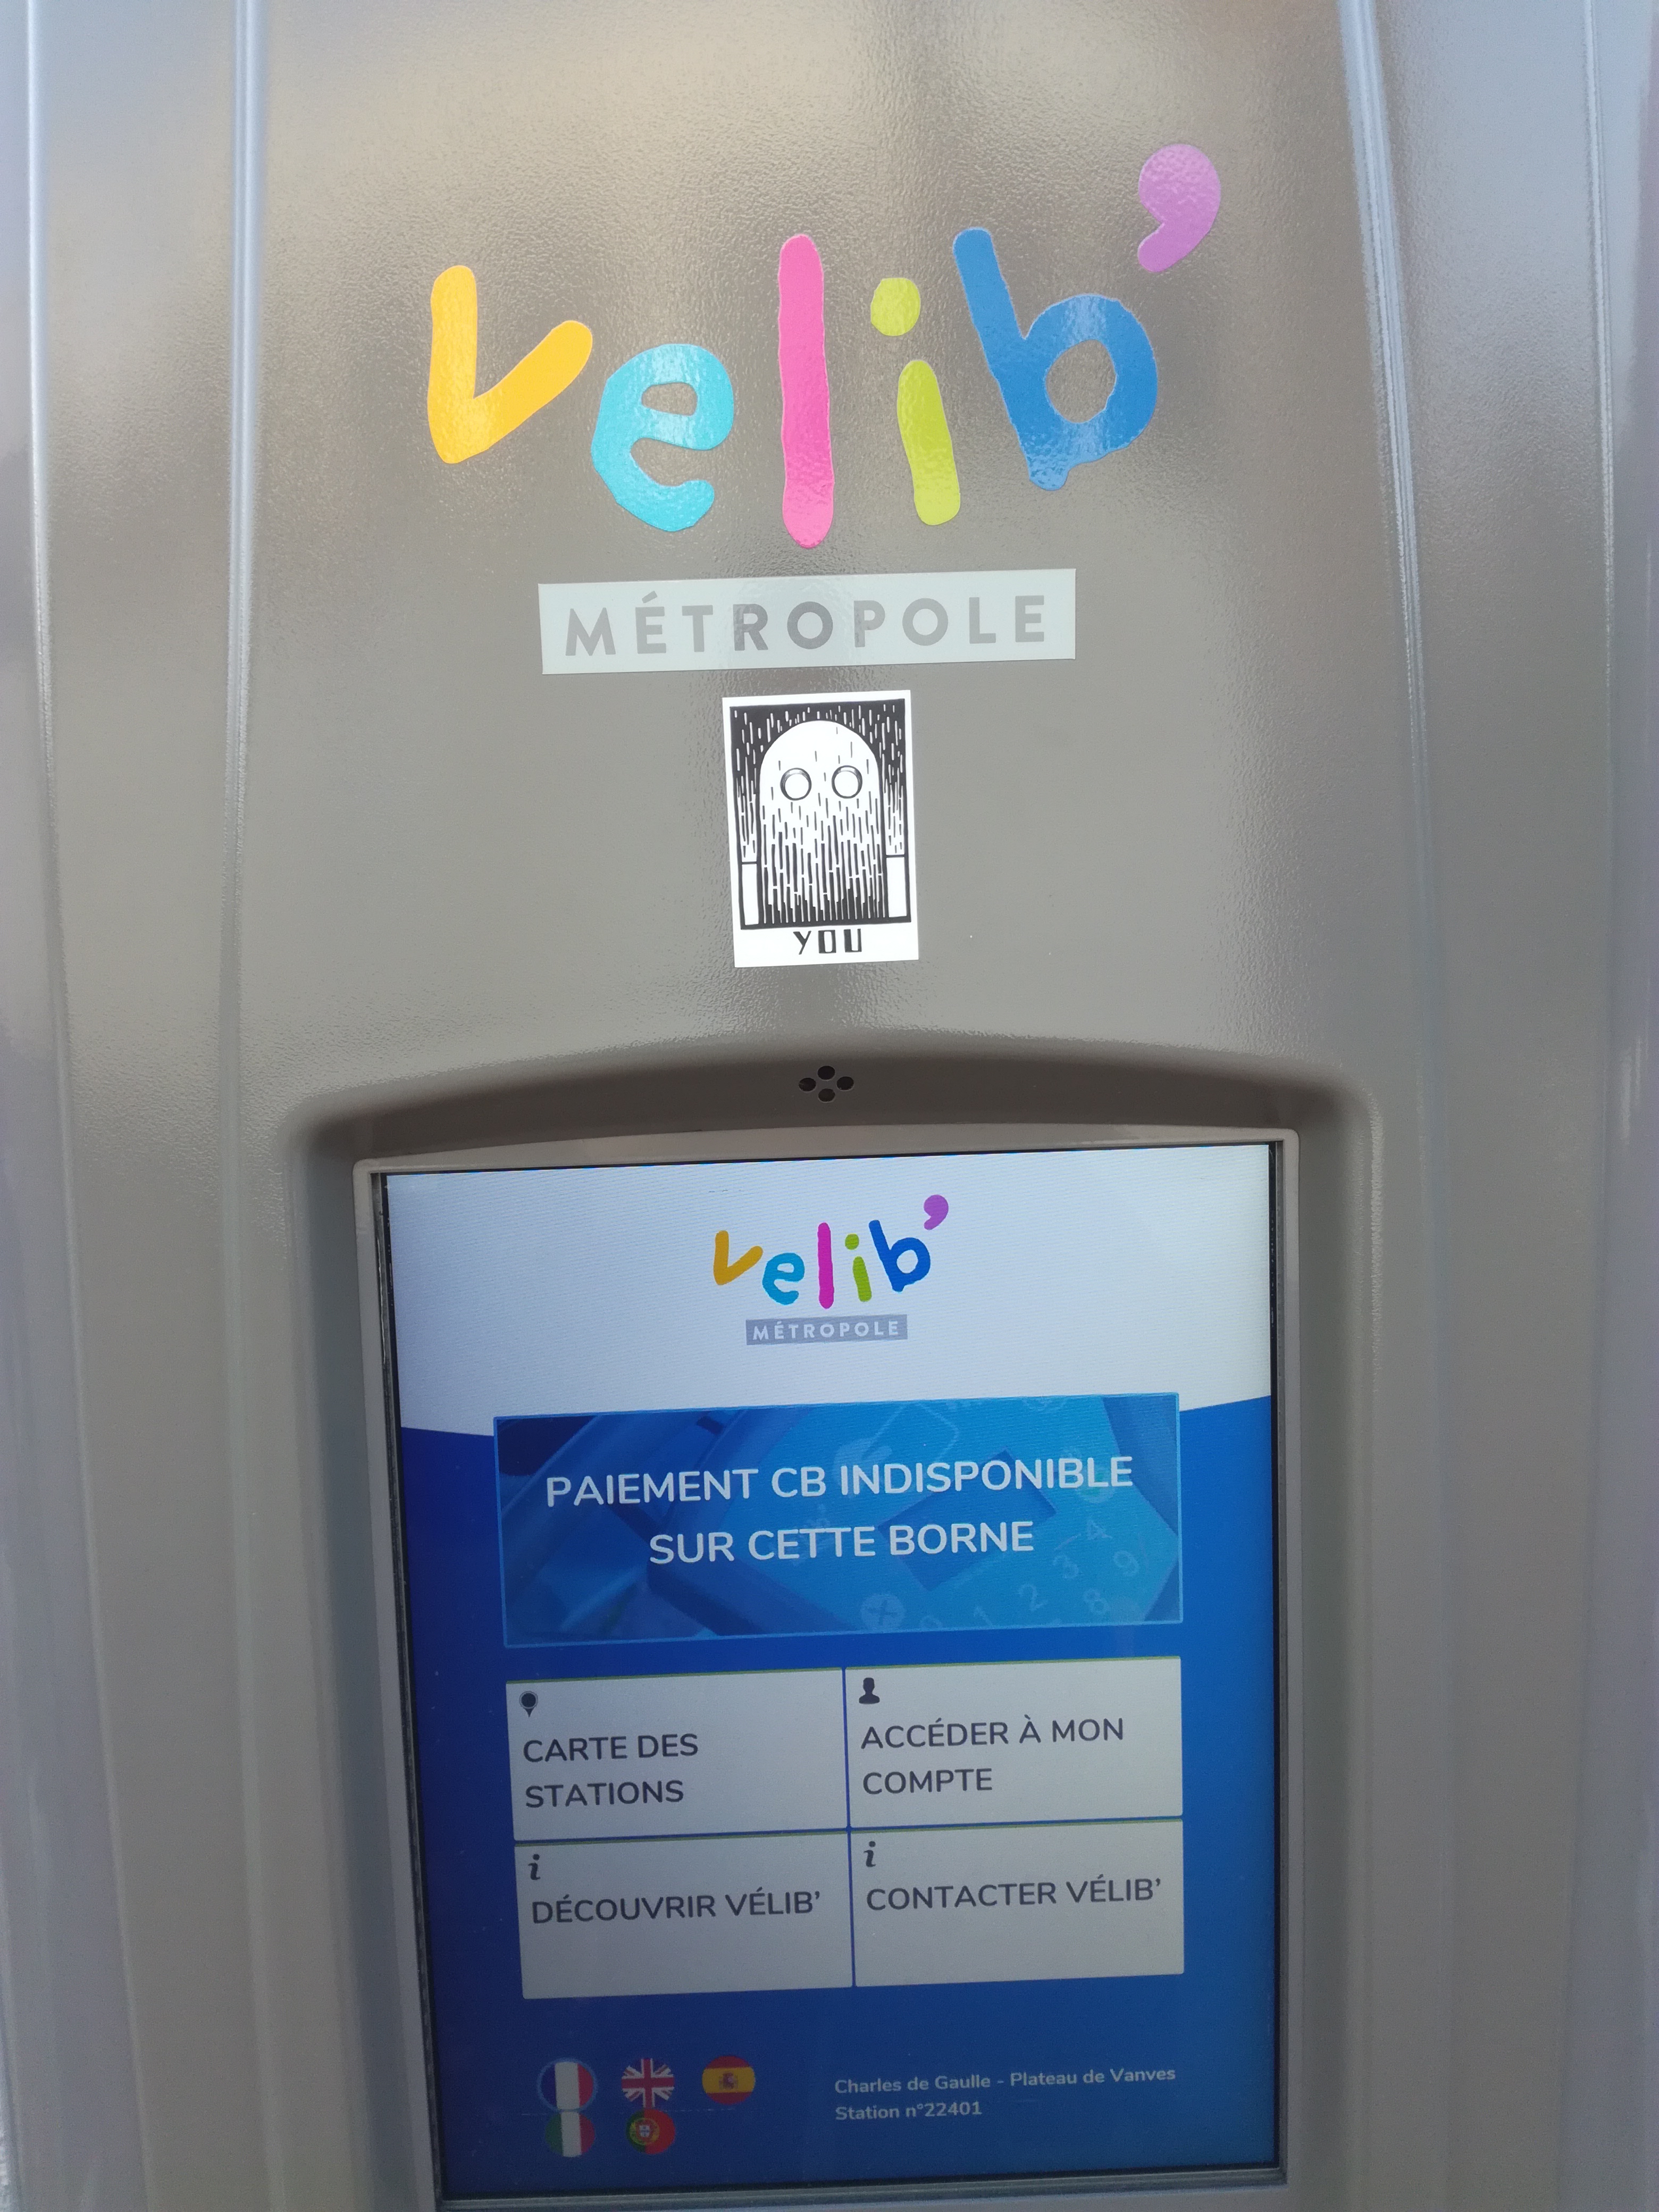 velib'
MÉTROPOLE
YOU
velib'
MÉTROPOLE
PAIEMENT CB INDISPONIBLE
SUR CETTE BORNE
CARTE DES
STATIONS
ACCÉDER À MON
COMPTE
DÉCOUVRIR VÉLIB'
CONTACTER VÉLIB'
Charles de Gaulle - Plateau de Vanves
Station n°22401